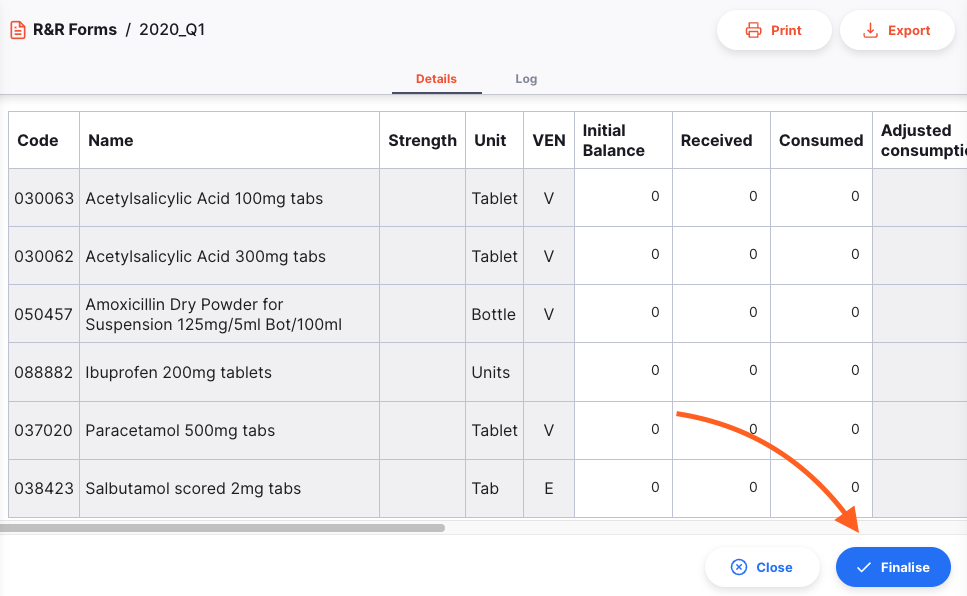 R&R Forms / 2020_Q1
Print
Export
Details
Log
Code Name Strength Unit VEN Initial Balance Received Consumed Adjusted consumptio
030063 Acetylsalicylic Acid 100mg tabs Tablet V 0 0 0
030062 Acetylsalicylic Acid 300mg tabs Tablet V 0 0 0
050457 Amoxicillin Dry Powder for Suspension 125mg/5ml Bot/100ml Bottle V 0 0 0
088882 Ibuprofen 200mg tablets Units 0 0 0
037020 Paracetamol 500mg tabs Tablet V 0 0 0
038423 Salbutamol scored 2mg tabs Tab E 0 0 0
Close
Finalise